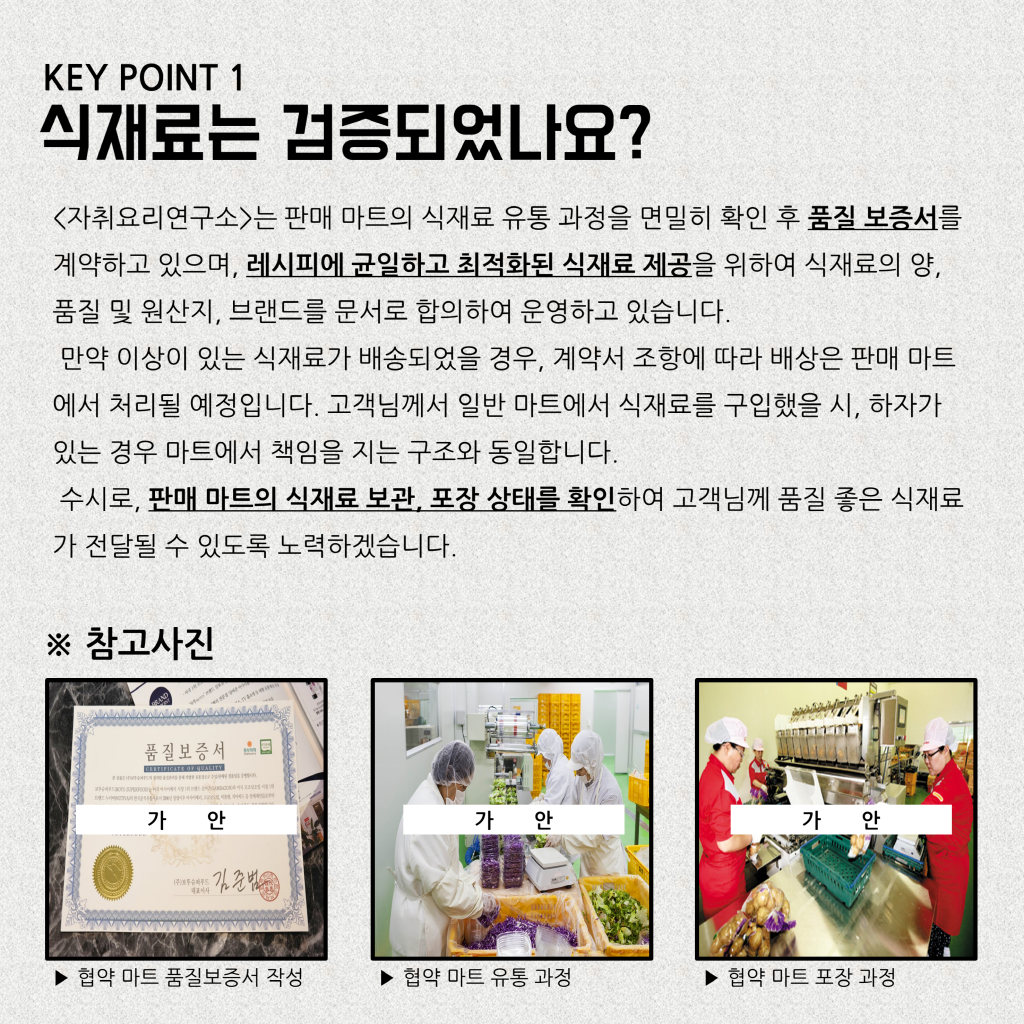 KEY POINT 1
식재료는 검증되었나요?
<자취요리연구소>는 판매 마트의 식재료 유통 과정을 면밀히 확인 후 품질 보증서를
계약하고 있으며, 레시피에 균일하고 최적화된 식재료 제공을 위하여 식재료의 양,
품질 및 원산지, 브랜드를 문서로 합의하여 운영하고 있습니다.
만약 이상이 있는 식재료가 배송되었을 경우, 계약서 조항에 따라 배상은 판매 마트
에서 처리될 예정입니다. 고객님께서 일반 마트에서 식재료를 구입했을 시, 하자가
있는 경우 마트에서 책임을 지는 구조와 동일합니다.
수시로, 판매 마트의 식재료 보관, 포장 상태를 확인하여 고객님께 품질 좋은 식재료
가 전달될 수 있도록 노력하겠습니다.
※ 참고사진
품질보증서
CERTIFICATE OF QUALITY
가 안
가 안
가 안
대표이사 김준범
▶ 협약 마트 품질보증서 작성
▶ 협약 마트 유통 과정
▶ 협약 마트 포장 과정